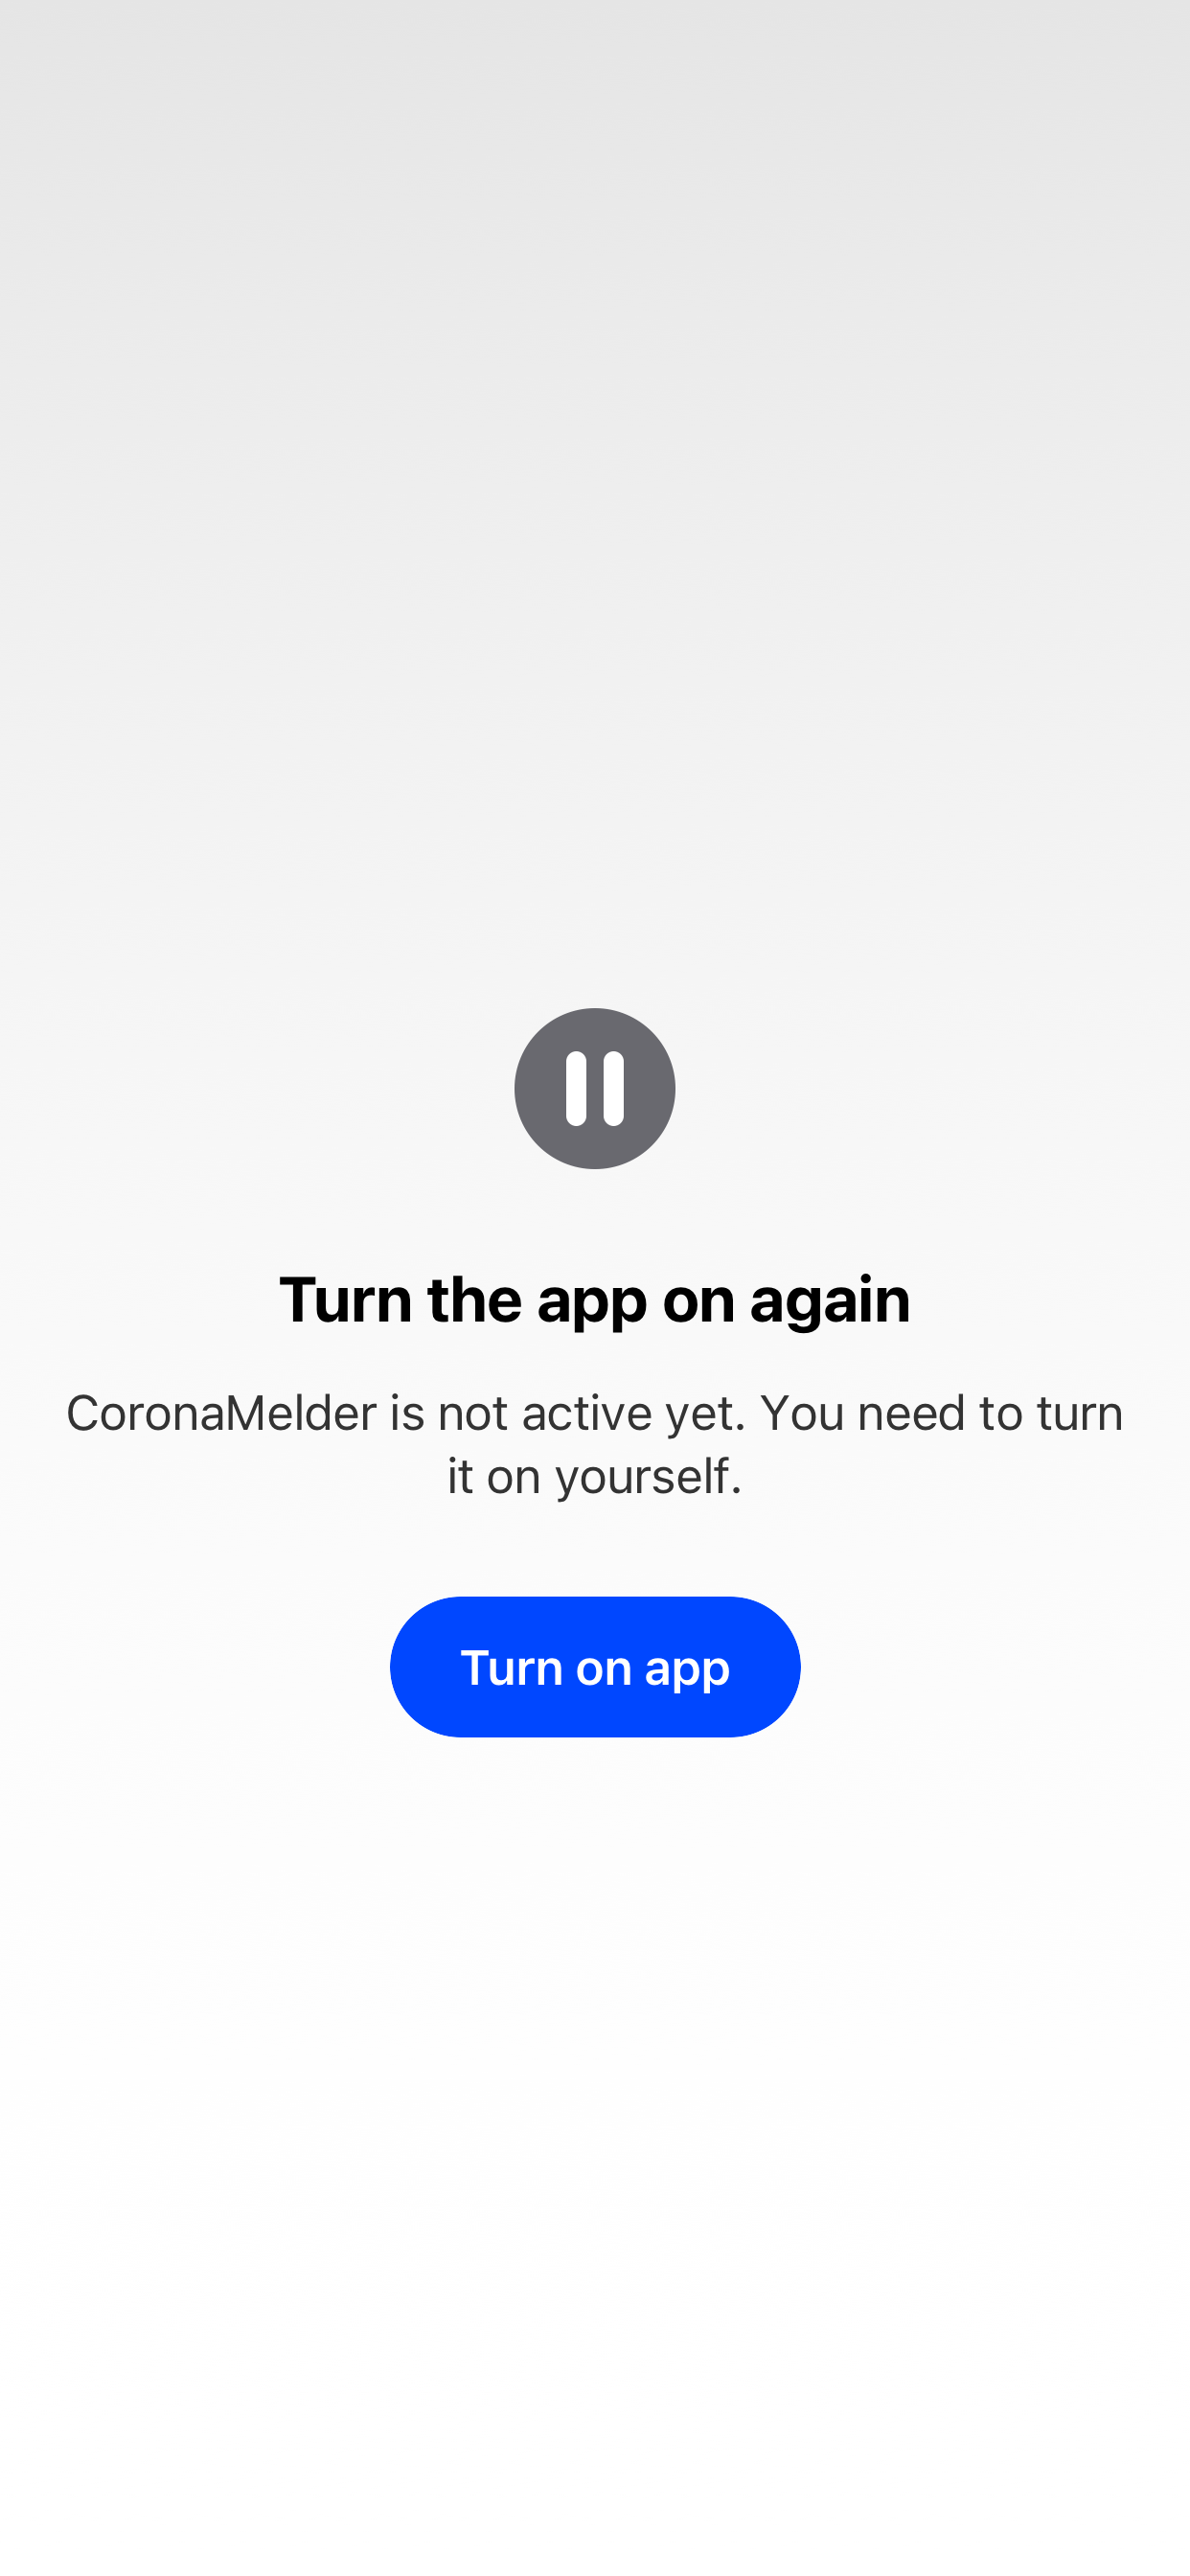 Turn the app on again
CoronaMelder is not active yet. You need to turn
it on yourself.
Turn on app